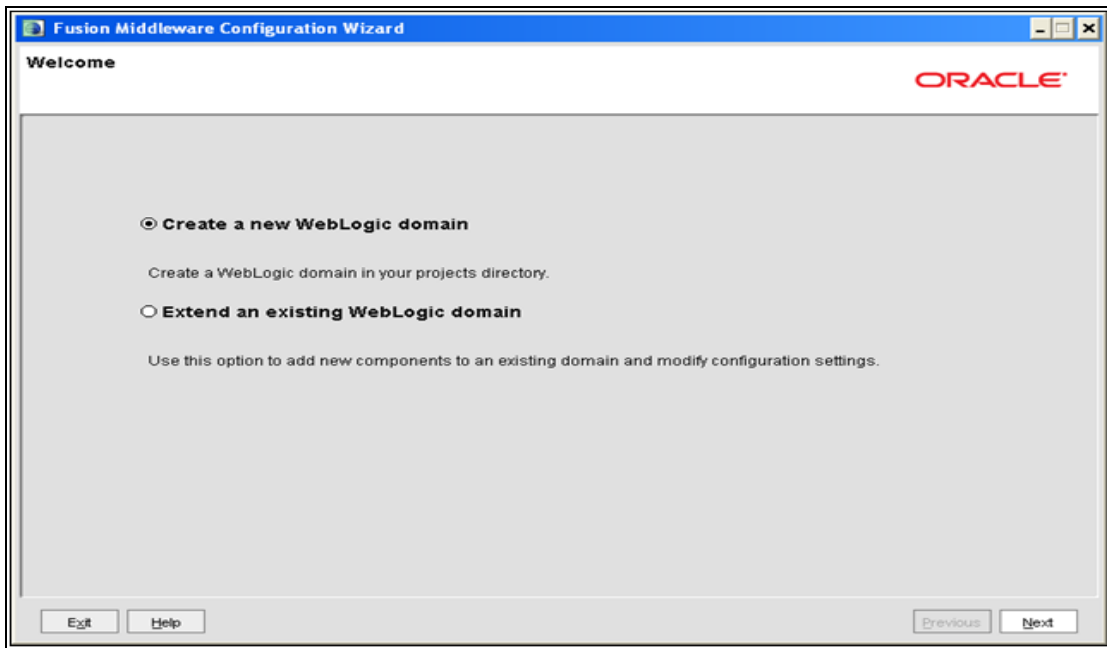 Fusion Middleware Configuration Wizard
Welcome
ORACLE
Create a new WebLogic domain
Create a WebLogic domain in your projects directory.
Extend an existing WebLogic domain
Use this option to add new components to an existing domain and modify configuration settings.
Exit Help Previous Next